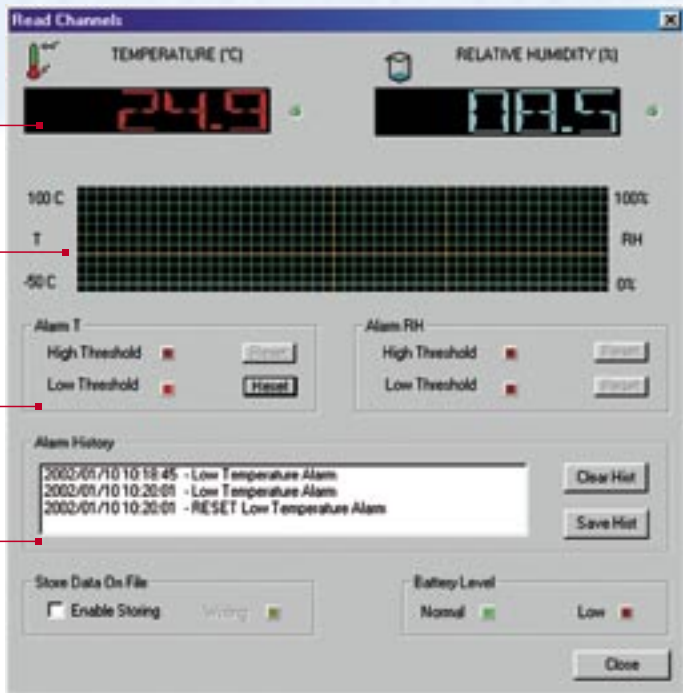 Read Channels
TEMPERATURE (°C) RELATIVE HUMIDITY (%)
24.9
100 C 100%
T RH
-50 C 0%
Alarm T Alarm RH
High Threshold Reset High Threshold Reset
Low Threshold Reset Low Threshold Reset
Alarm History
2002/01/10 10:18:45 - Low Temperature Alarm
2002/01/10 10:20:01 - Low Temperature Alarm
2002/01/10 10:20:01 - RESET Low Temperature Alarm
Clear Hist
Save Hist
Store Data On File Battery Level
Enable Storing Writing Normal Low
Close